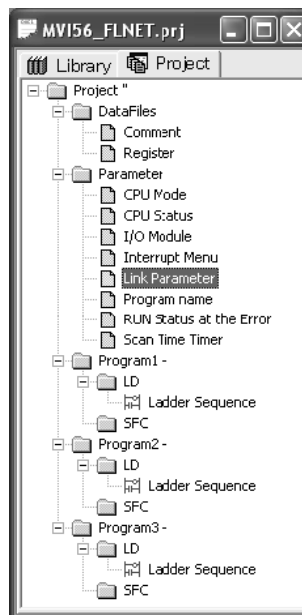 MVI56_FLNET.prj
Library Project
Project "
DataFiles
Comment
Register
Parameter
CPU Mode
CPU Status
I/O Module
Interrupt Menu
Link Parameter
Program name
RUN Status at the Error
Scan Time Timer
Program1 -
LD
Ladder Sequence
SFC
Program2 -
LD
Ladder Sequence
SFC
Program3 -
LD
Ladder Sequence
SFC